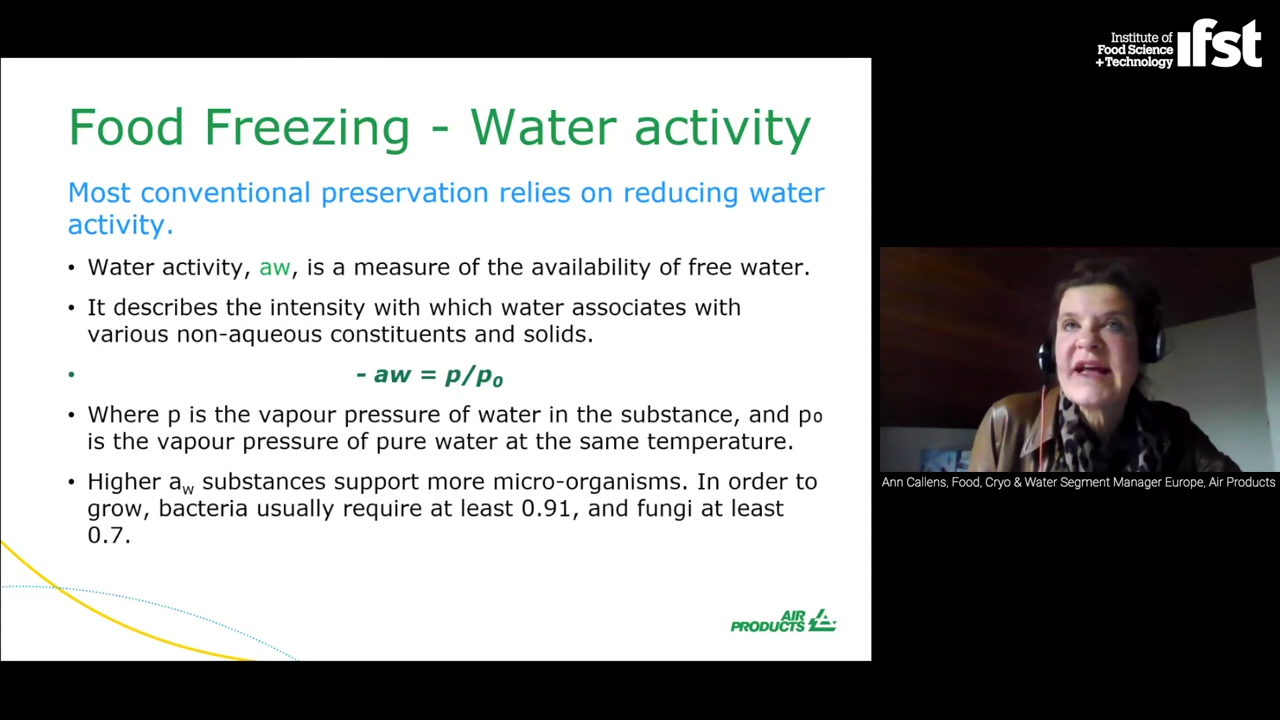 Institute of
Food Science
+Technology
ifst
Food Freezing - Water activity
Most conventional preservation relies on reducing water
activity.
• Water activity, aw, is a measure of the availability of free water.
• It describes the intensity with which water associates with
various non-aqueous constituents and solids.
• – aw = p/p₀
• Where p is the vapour pressure of water in the substance, and p₀
is the vapour pressure of pure water at the same temperature.
• Higher a_w substances support more micro-organisms. In order to
grow, bacteria usually require at least 0.91, and fungi at least
0.7.
AIR
PRODUCTS
Ann Callens, Food, Cryo & Water Segment Manager Europe, Air Products